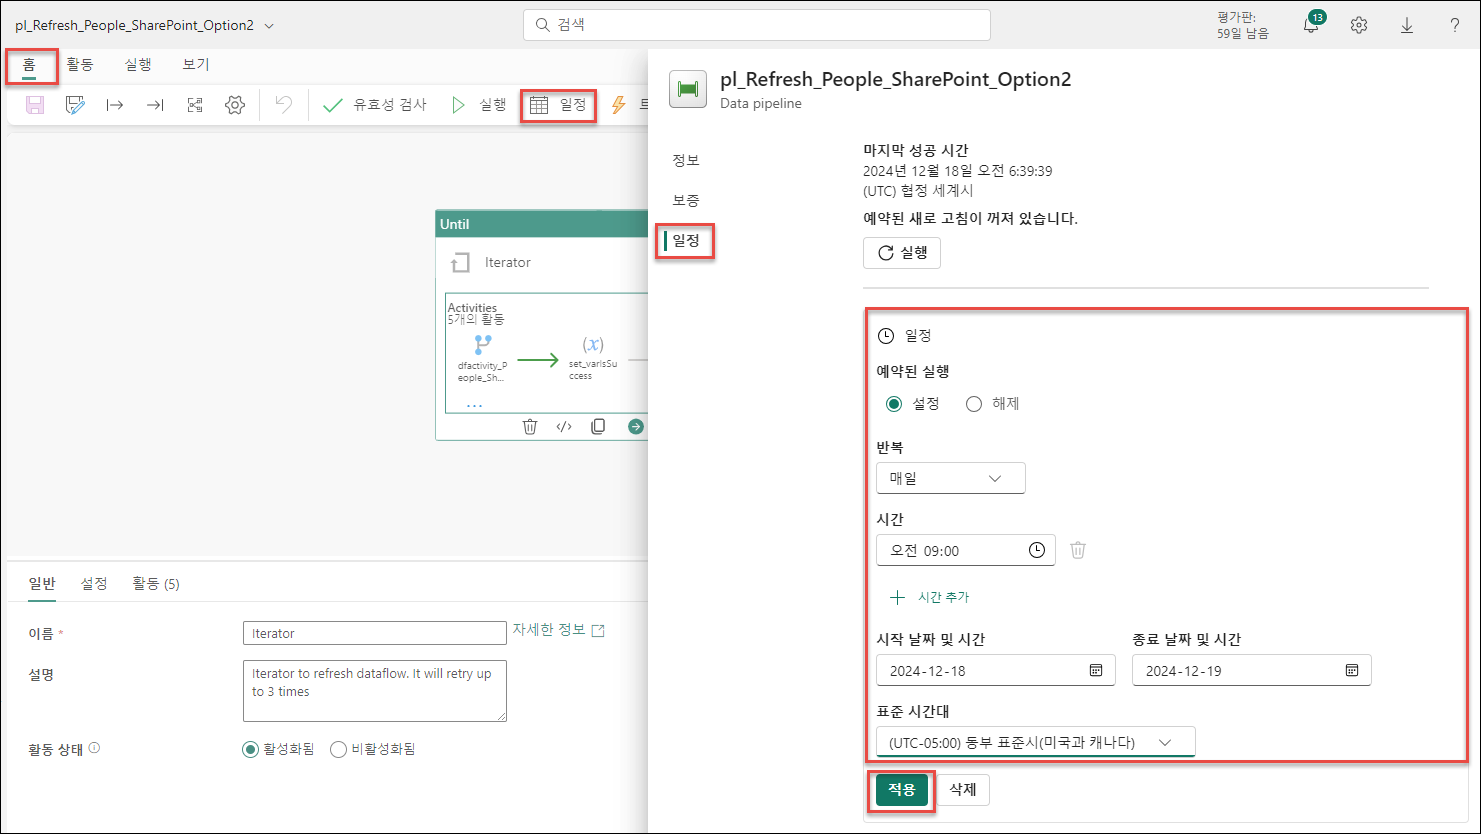 pl_Refresh_People_SharePoint_Option2
검색
평가판:
59일 남음
13
?
홈 활동 실행 보기
유효성 검사 실행 일정
Until
Iterator
Activities
5개의 활동
dfactivity_P
eople_Sh...
(x)
set_varIsSu
ccess
...
일반 설정 활동 (5)
이름 * Iterator 자세한 정보
설명 Iterator to refresh dataflow. It will retry up
to 3 times
활동 상태 활성화됨 비활성화됨
pl_Refresh_People_SharePoint_Option2
Data pipeline
정보
보증
일정
마지막 성공 시간
2024년 12월 18일 오전 6:39:39
(UTC) 협정 세계시
예약된 새로 고침이 꺼져 있습니다.
실행
일정
예약된 실행
설정 해제
반복
매일
시간
오전 09:00
시간 추가
시작 날짜 및 시간 종료 날짜 및 시간
2024-12-18 2024-12-19
표준 시간대
(UTC-05:00) 동부 표준시(미국과 캐나다)
적용 삭제